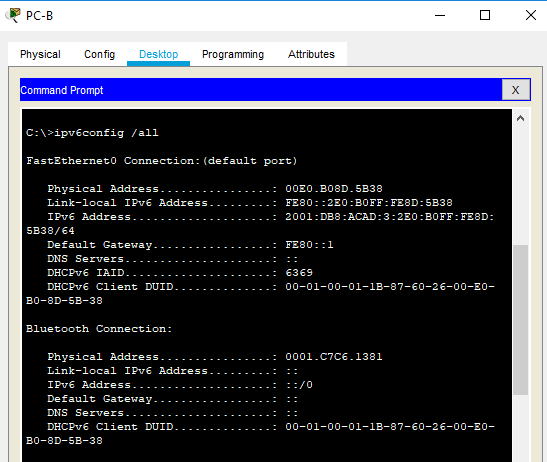 PC-B
Physical Config Desktop Programming Attributes
Command Prompt X
C:\>ipv6config /all
FastEthernet0 Connection:(default port)
Physical Address................: 00E0.B08D.5B38
Link-local IPv6 Address.........: FE80::2E0:B0FF:FE8D:5B38
IPv6 Address....................: 2001:DB8:ACAD:3:2E0:B0FF:FE8D:
5B38/64
Default Gateway.................: FE80::1
DNS Servers.....................: ::
DHCPv6 IAID.....................: 6369
DHCPv6 Client DUID..............: 00-01-00-01-1B-87-60-26-00-E0-
B0-8D-5B-38
Bluetooth Connection:
Physical Address................: 0001.C7C6.1381
Link-local IPv6 Address.........: ::
IPv6 Address....................: ::/0
Default Gateway.................: ::
DNS Servers.....................: ::
DHCPv6 Client DUID..............: 00-01-00-01-1B-87-60-26-00-E0-
B0-8D-5B-38